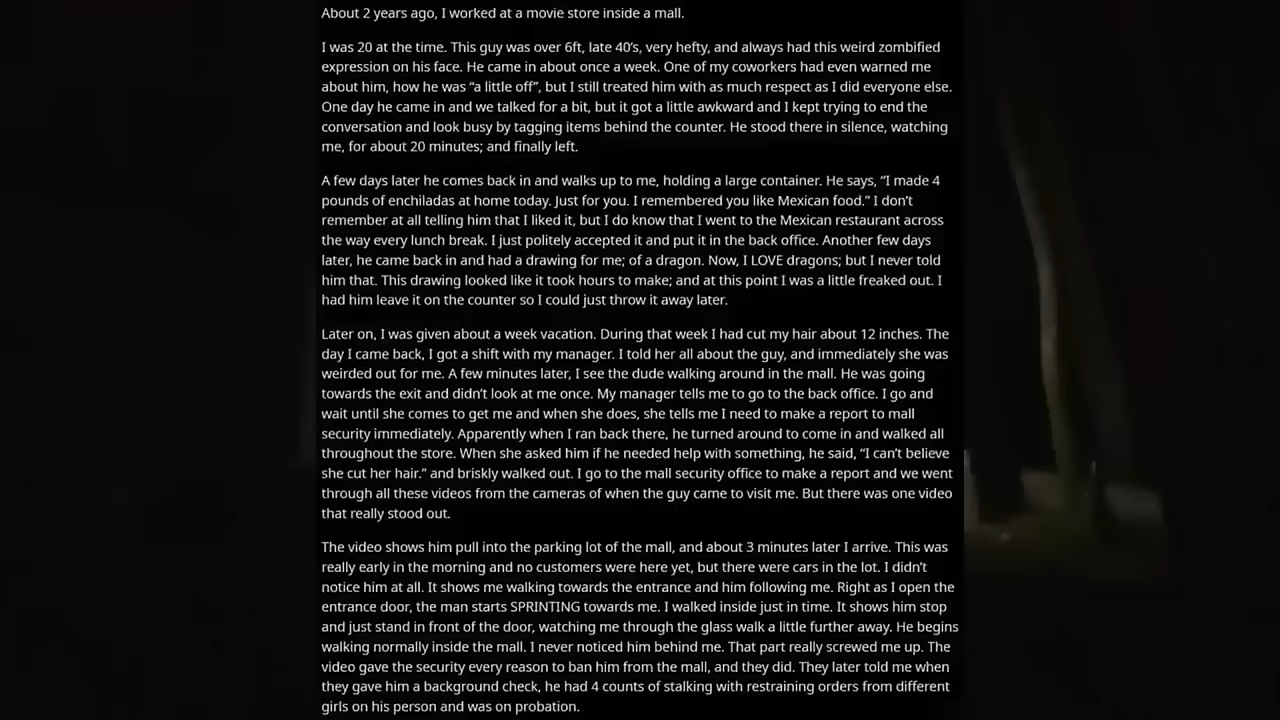 About 2 years ago, I worked at a movie store inside a mall.
I was 20 at the time. This guy was over 6ft, late 40's, very hefty, and always had this weird zombified
expression on his face. He came in about once a week. One of my coworkers had even warned me
about him, how he was “a little off”, but I still treated him with as much respect as I did everyone else.
One day he came in and we talked for a bit, but it got a little awkward and I kept trying to end the
conversation and look busy by tagging items behind the counter. He stood there in silence, watching
me, for about 20 minutes; and finally left.
A few days later he comes back in and walks up to me, holding a large container. He says, “I made 4
pounds of enchiladas at home today. Just for you. I remembered you like Mexican food.” I don't
remember at all telling him that I liked it, but I do know that I went to the Mexican restaurant across
the way every lunch break. I just politely accepted it and put it in the back office. Another few days
later, he came back in and had a drawing for me; of a dragon. Now, I LOVE dragons; but I never told
him that. This drawing looked like it took hours to make; and at this point I was a little freaked out. I
had him leave it on the counter so I could just throw it away later.
Later on, I was given about a week vacation. During that week I had cut my hair about 12 inches. The
day I came back, I got a shift with my manager. I told her all about the guy, and immediately she was
weirded out for me. A few minutes later, I see the dude walking around in the mall. He was going
towards the exit and didn't look at me once. My manager tells me to go to the back office. I go and
wait until she comes to get me and when she does, she tells me I need to make a report to mall
security immediately. Apparently when I ran back there, he turned around to come in and walked all
throughout the store. When she asked him if he needed help with something, he said, “I can't believe
she cut her hair.” and briskly walked out. I go to the mall security office to make a report and we went
through all these videos from the cameras of when the guy came to visit me. But there was one video
that really stood out.
The video shows him pull into the parking lot of the mall, and about 3 minutes later I arrive. This was
really early in the morning and no customers were here yet, but there were cars in the lot. I didn't
notice him at all. It shows me walking towards the entrance and him following me. Right as I open the
entrance door, the man starts SPRINTING towards me. I walked inside just in time. It shows him stop
and just stand in front of the door, watching me through the glass walk a little further away. He begins
walking normally inside the mall. I never noticed him behind me. That part really screwed me up. The
video gave the security every reason to ban him from the mall, and they did. They later told me when
they gave him a background check, he had 4 counts of stalking with restraining orders from different
girls on his person and was on probation.